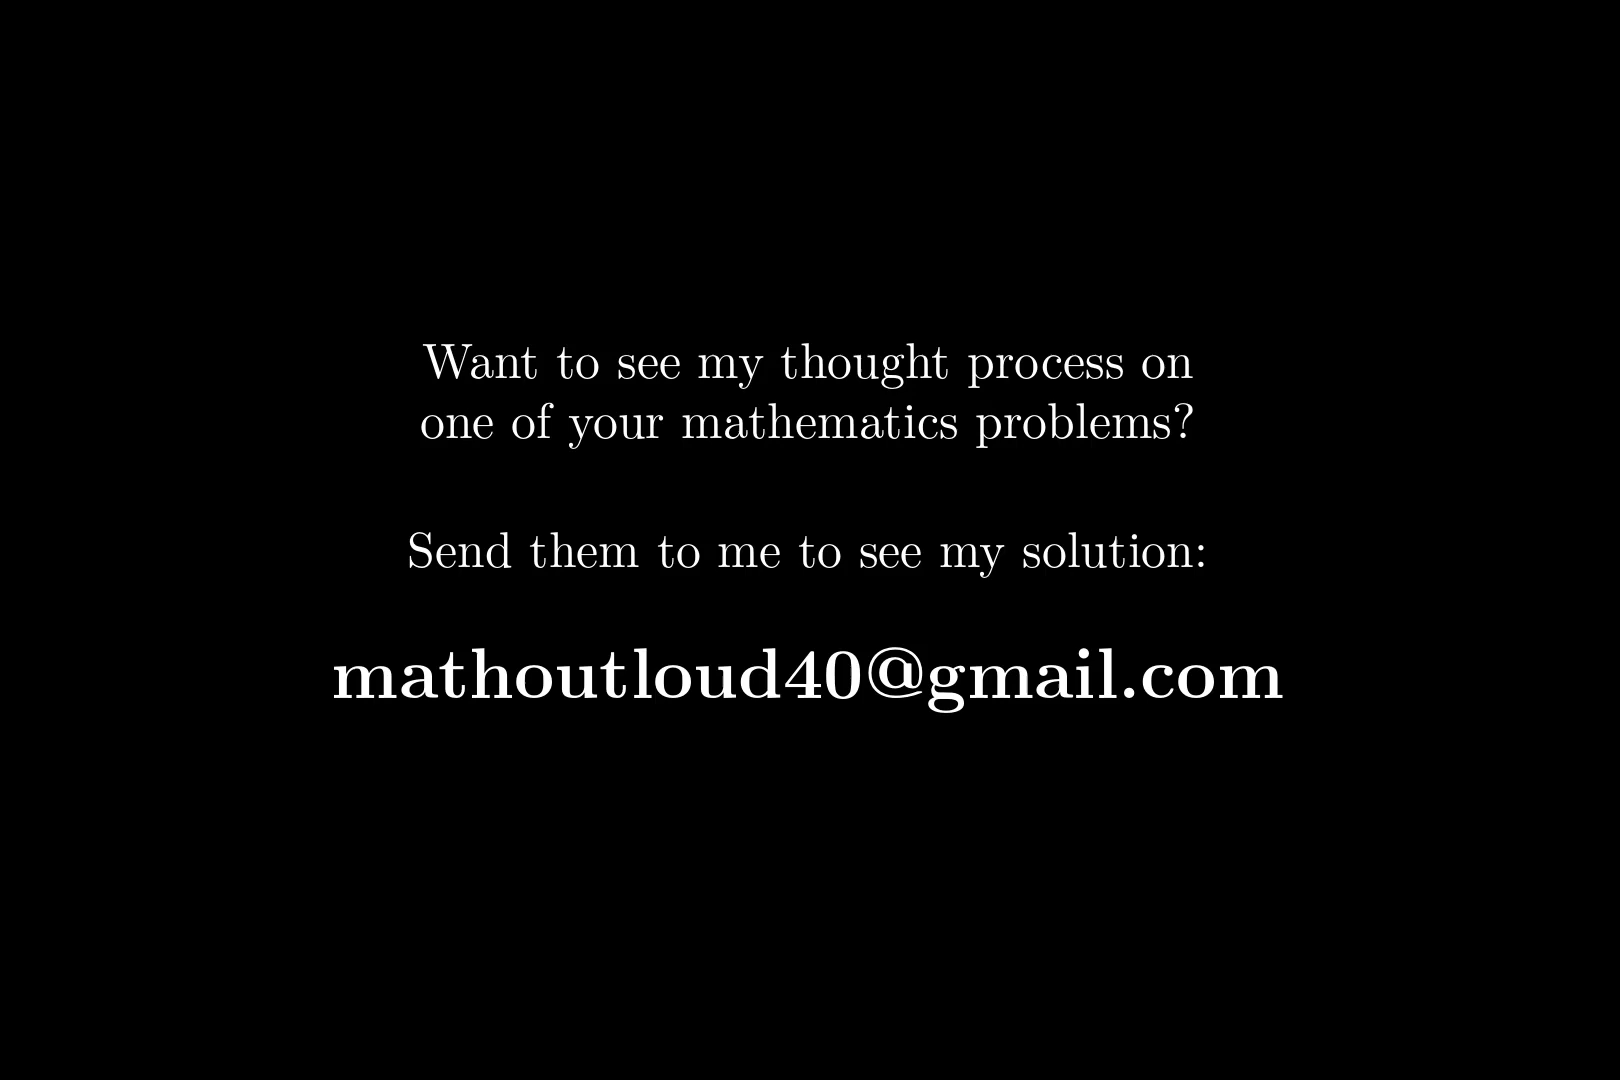 Want to see my thought process on
one of your mathematics problems?
Send them to me to see my solution:
mathoutloud40@gmail.com